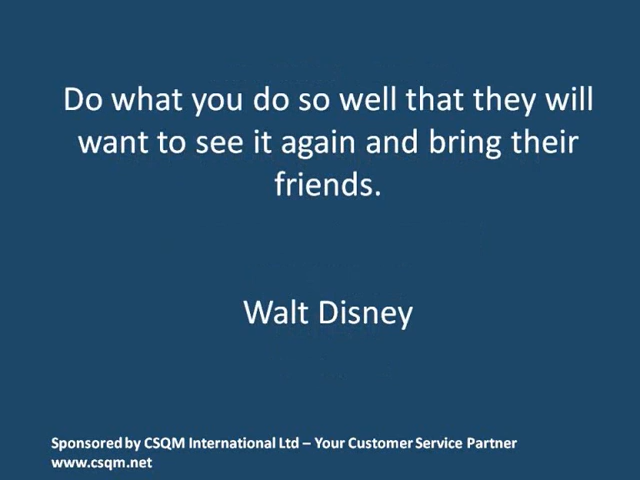 Do what you do so well that they will
want to see it again and bring their
friends.
Walt Disney
Sponsored by CSQM International Ltd – Your Customer Service Partner
www.csqm.net